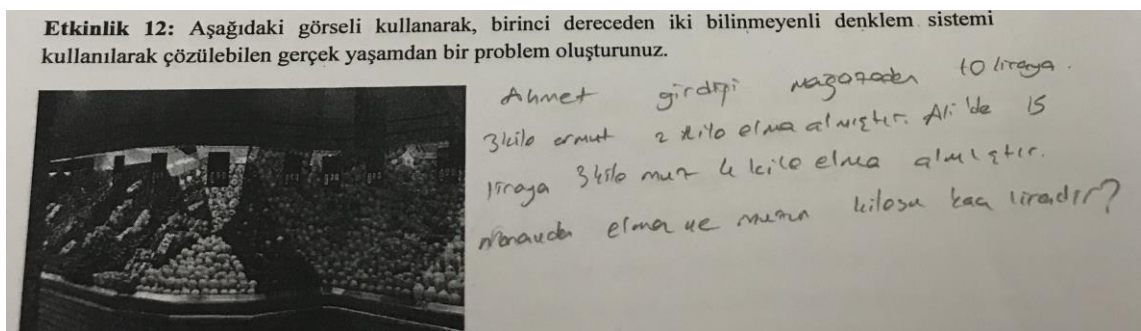 Etkinlik 12: Aşağıdaki görseli kullanarak, birinci dereceden iki bilinmeyenli denklem sistemi
kullanılarak çözülebilen gerçek yaşamdan bir problem oluşturunuz.
Ahmet girdiği mağazadan 10 liraya.
3 kilo armut 2 kilo elma almıştır. Ali'de 15
liraya 3 kilo muz 4 kilo elma almıştır.
Manavda elma ve muzun kilosu kaç liradır?